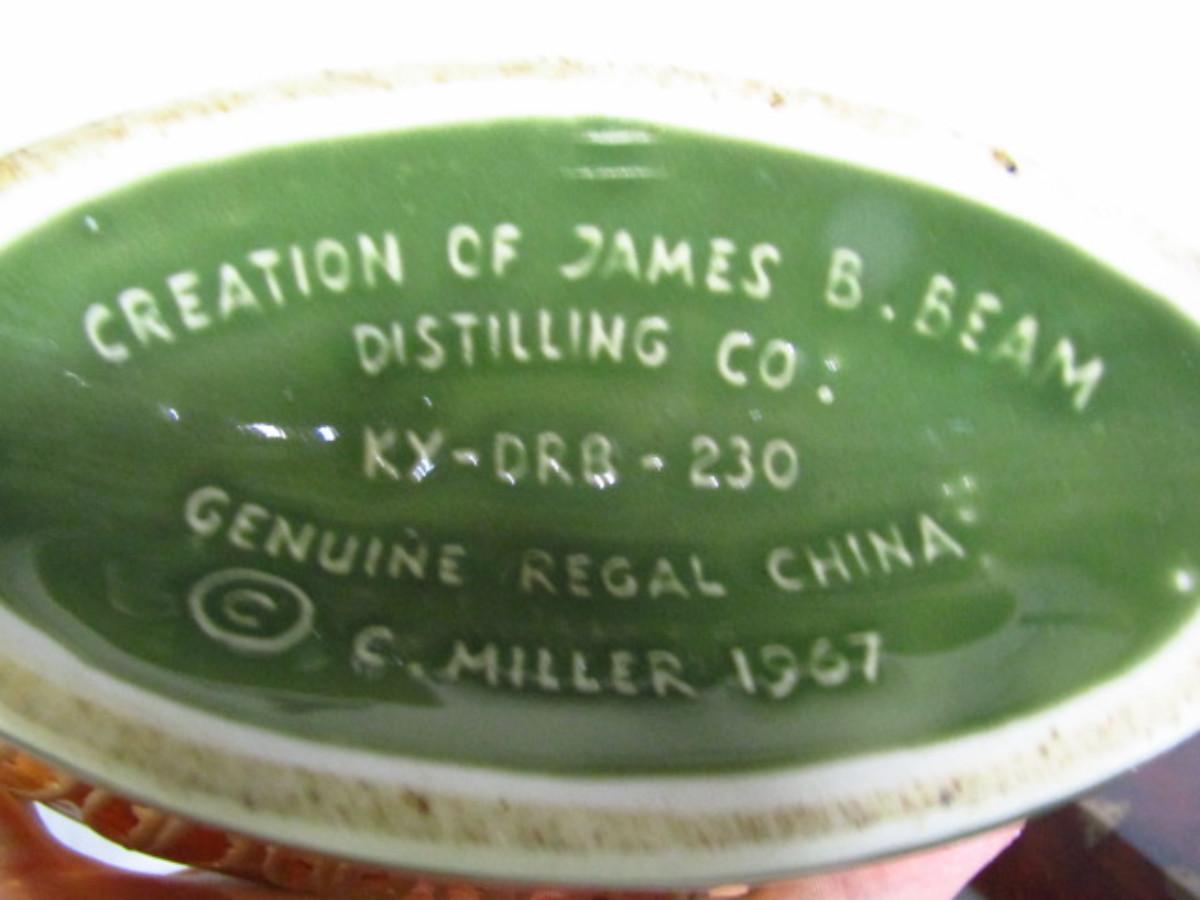 CREATION OF JAMES B. BEAM
DISTILLING CO.
KY-DRB-230
GENUINE REGAL CHINA
© C. MILLER 1967